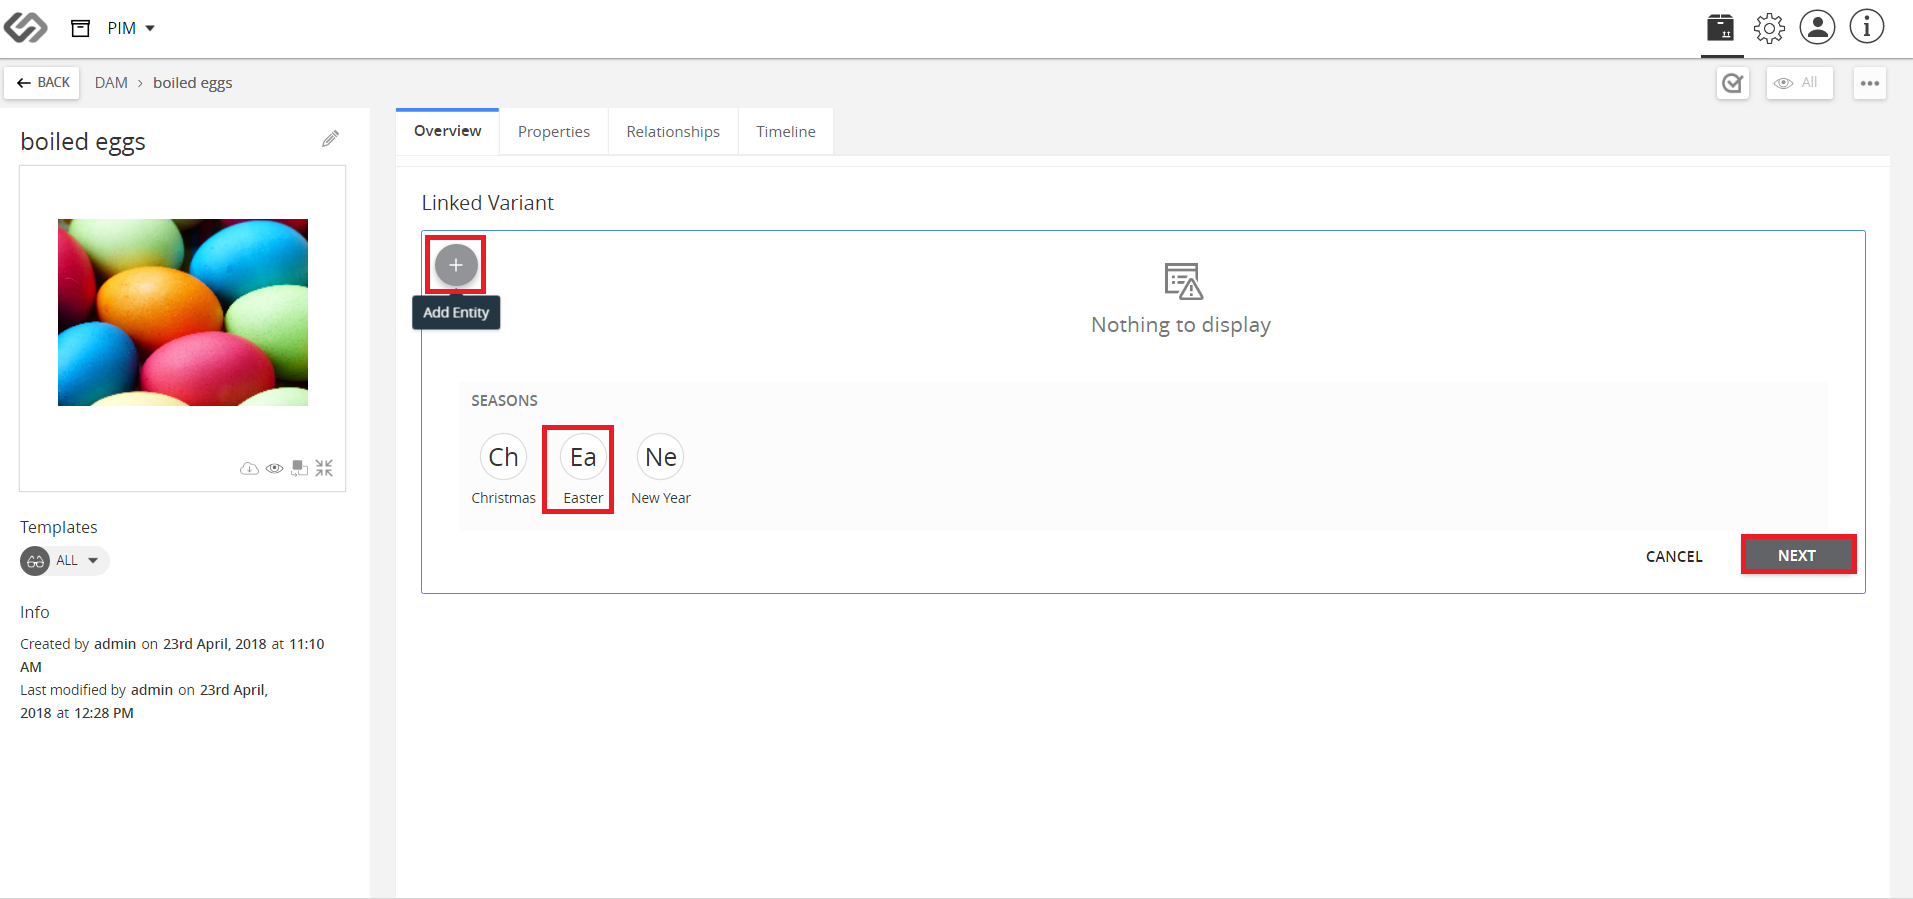 PIM
BACK DAM › boiled eggs All
boiled eggs
Overview Properties Relationships Timeline
Linked Variant
Add Entity
Nothing to display
SEASONS
Ch Ea Ne
Christmas Easter New Year
CANCEL NEXT
Templates
ALL
Info
Created by admin on 23rd April, 2018 at 11:10
AM
Last modified by admin on 23rd April,
2018 at 12:28 PM